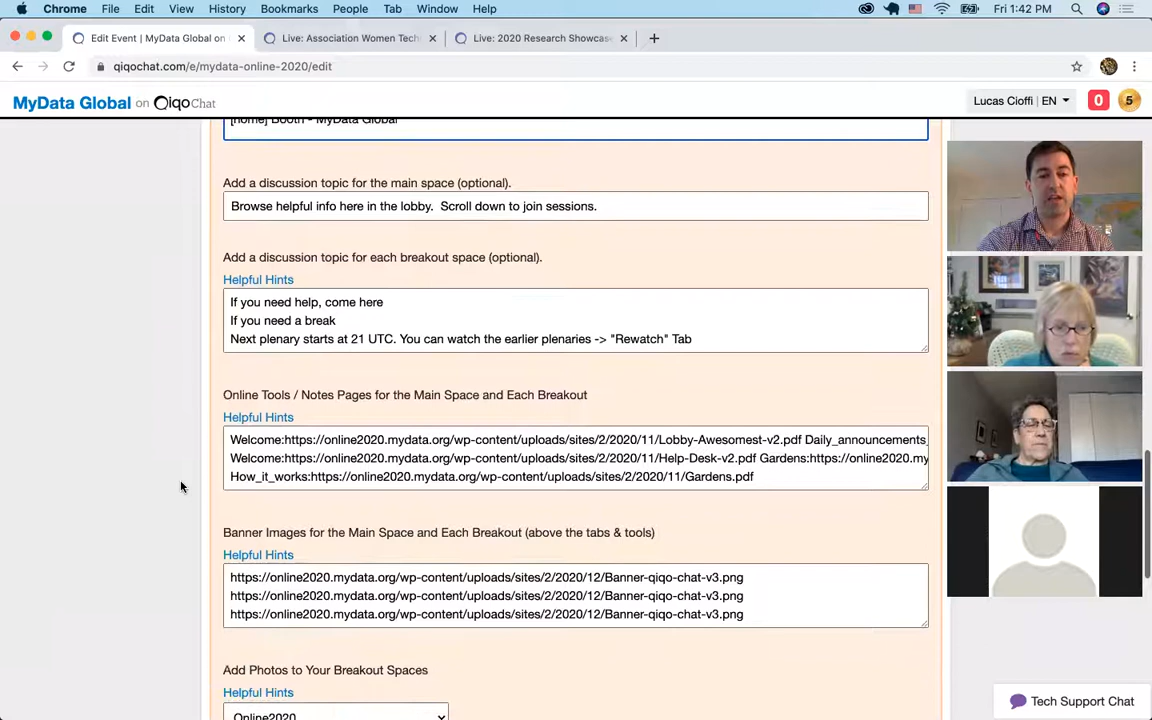 Chrome File Edit View History Bookmarks People Tab Window Help Fri 1:42 PM
Edit Event | MyData Global on Live: Association Women Tech Live: 2020 Research Showcas
qiqochat.com/e/mydata-online-2020/edit
MyData Global on QiqoChat Lucas Cioffi | EN 0 5
[home] Booth - MyData Global
Add a discussion topic for the main space (optional).
Browse helpful info here in the lobby. Scroll down to join sessions.
Add a discussion topic for each breakout space (optional).
Helpful Hints
If you need help, come here
If you need a break
Next plenary starts at 21 UTC. You can watch the earlier plenaries -> "Rewatch" Tab
Online Tools / Notes Pages for the Main Space and Each Breakout
Helpful Hints
Welcome:https://online2020.mydata.org/wp-content/uploads/sites/2/2020/11/Lobby-Awesomest-v2.pdf Daily_announcements_
Welcome:https://online2020.mydata.org/wp-content/uploads/sites/2/2020/11/Help-Desk-v2.pdf Gardens:https://online2020.my
How_it_works:https://online2020.mydata.org/wp-content/uploads/sites/2/2020/11/Gardens.pdf
Banner Images for the Main Space and Each Breakout (above the tabs & tools)
Helpful Hints
https://online2020.mydata.org/wp-content/uploads/sites/2/2020/12/Banner-qiqo-chat-v3.png
https://online2020.mydata.org/wp-content/uploads/sites/2/2020/12/Banner-qiqo-chat-v3.png
https://online2020.mydata.org/wp-content/uploads/sites/2/2020/12/Banner-qiqo-chat-v3.png
Add Photos to Your Breakout Spaces
Helpful Hints
Online2020
Tech Support Chat